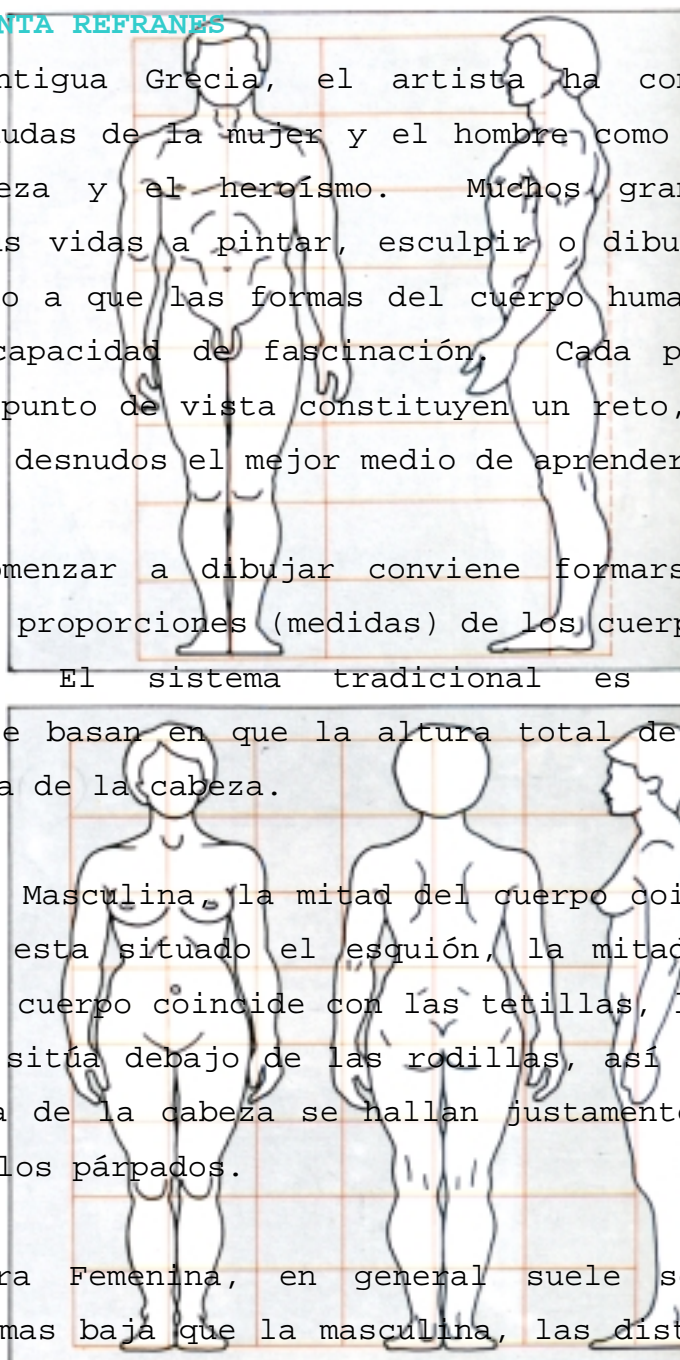 NTA REFRANES
ntigua Grecia, el artista ha con
udas de la mujer y el hombre como
eza y el heroísmo. Muchos gran
s vidas a pintar, esculpir o dibu
o a que las formas del cuerpo huma
capacidad de fascinación. Cada p
punto de vista constituyen un reto,
desnudos el mejor medio de aprender
omenzar a dibujar conviene formars
proporciones (medidas) de los cuerp
El sistema tradicional es
e basan en que la altura total de
a de la cabeza.
Masculina, la mitad del cuerpo coi
esta situado el esquión, la mitad
cuerpo coincide con las tetillas, l
sitúa debajo de las rodillas, así
a de la cabeza se hallan justamente
los párpados.
ra Femenina, en general suele se
mas baja que la masculina, las dist